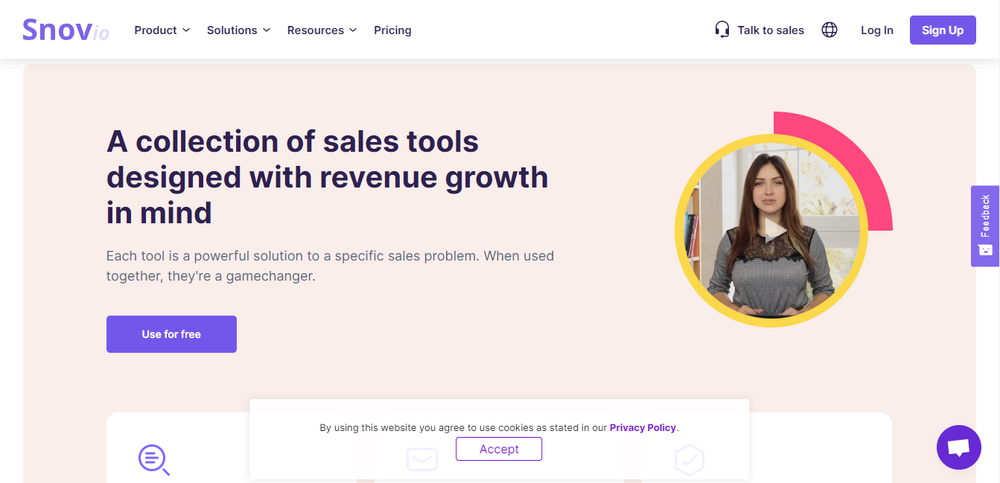 Snovio
Product
Solutions
Resources
Pricing
Talk to sales
Log In
Sign Up
A collection of sales tools
designed with revenue growth
in mind
Each tool is a powerful solution to a specific sales problem. When used
together, they're a gamechanger.
Use for free
Feedback
By using this website you agree to use cookies as stated in our Privacy Policy.
Accept